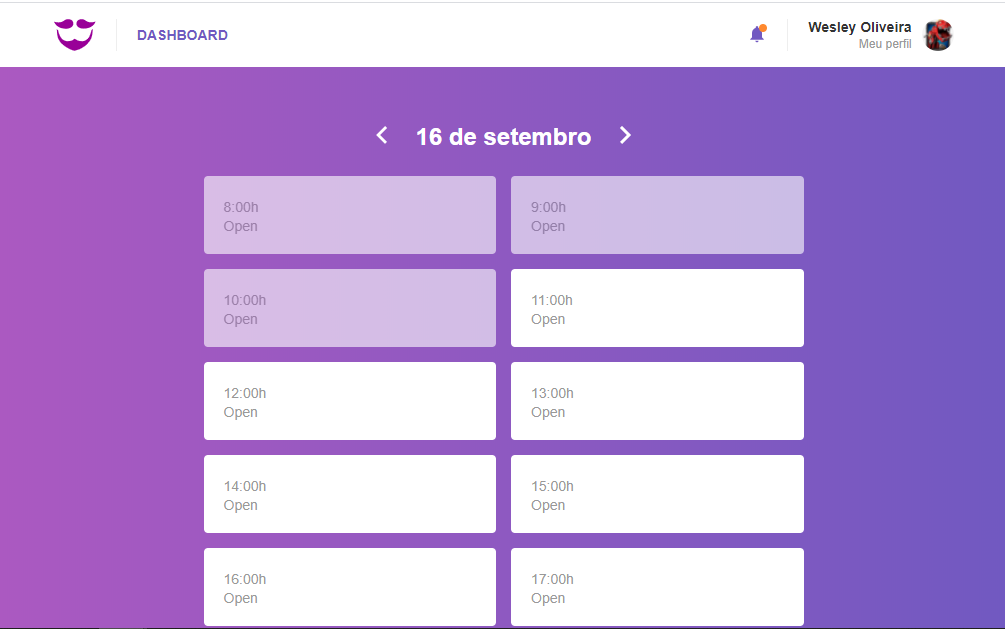 DASHBOARD
Wesley Oliveira
Meu perfil
16 de setembro
8:00h
Open
9:00h
Open
10:00h
Open
11:00h
Open
12:00h
Open
13:00h
Open
14:00h
Open
15:00h
Open
16:00h
Open
17:00h
Open